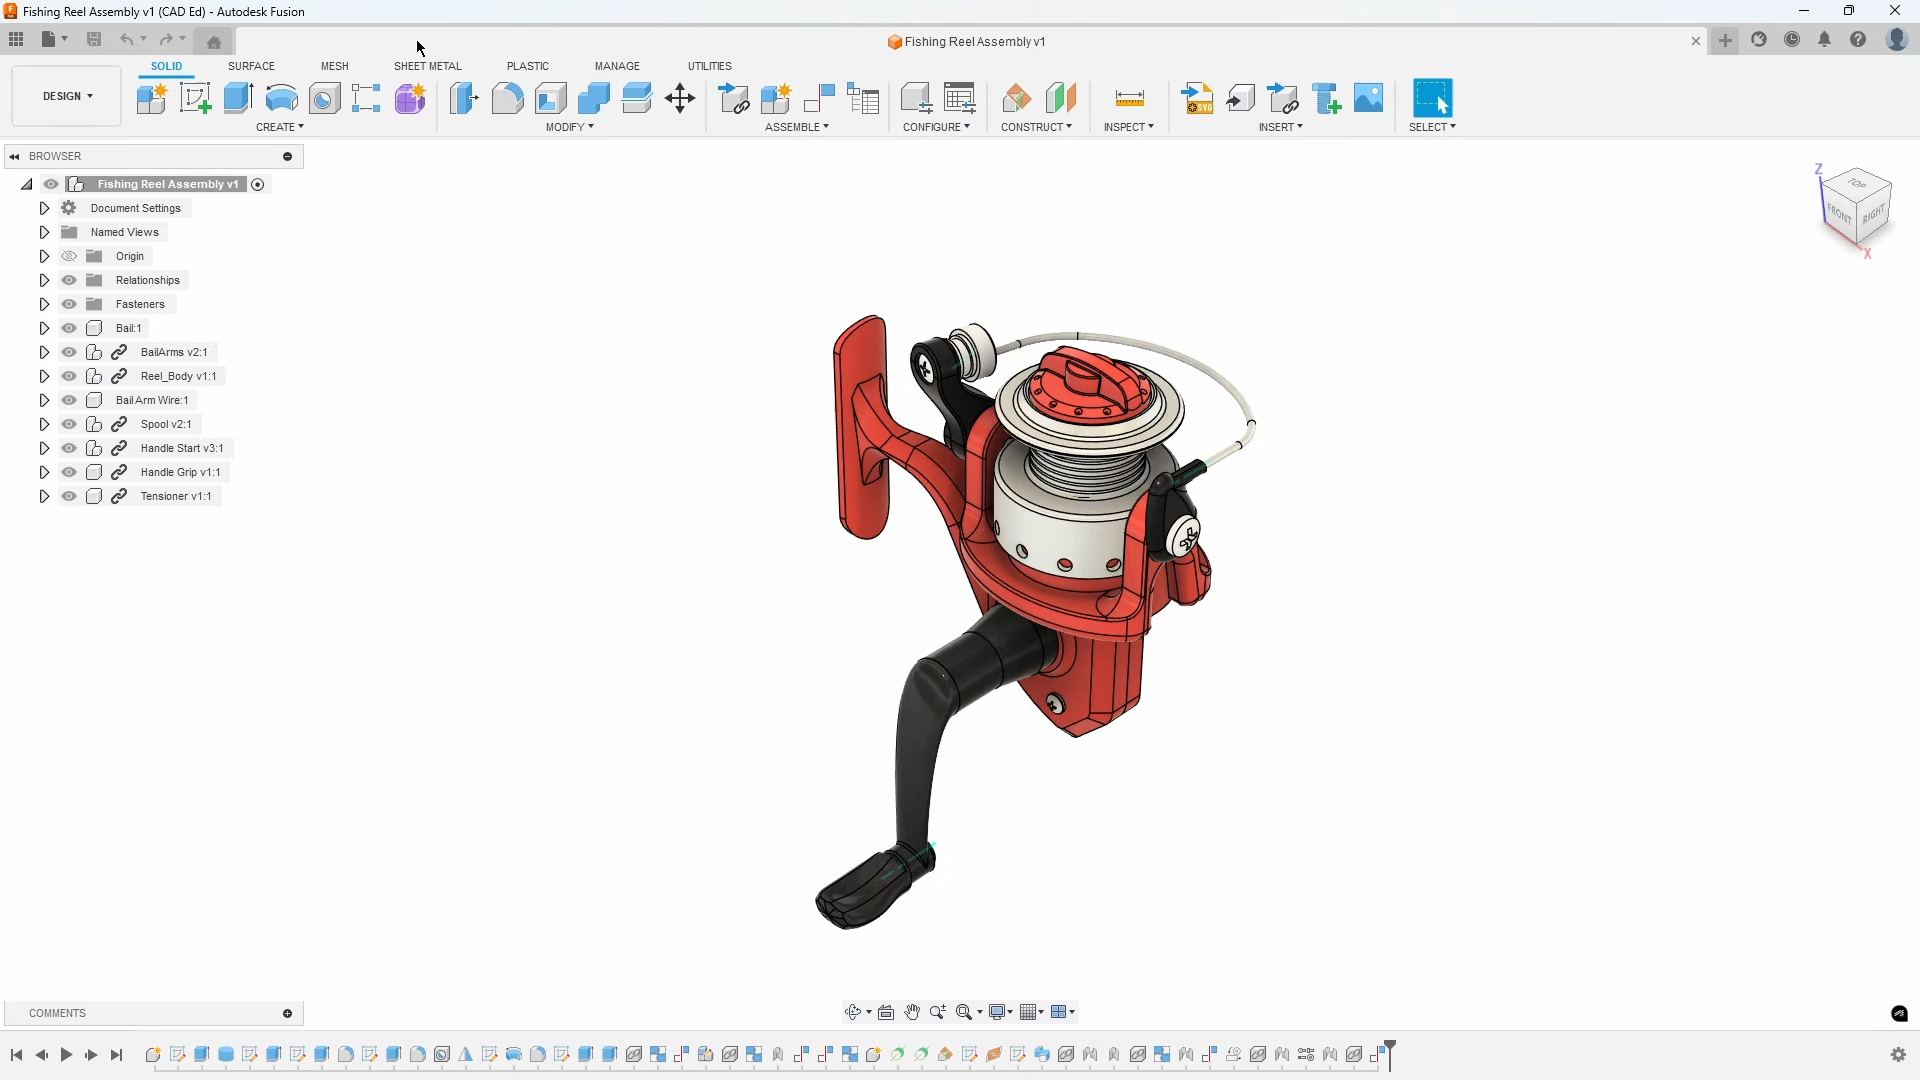 Fishing Reel Assembly v1 (CAD Ed) - Autodesk Fusion
Fishing Reel Assembly v1
SOLID SURFACE MESH SHEET METAL PLASTIC MANAGE UTILITIES
DESIGN
CREATE MODIFY ASSEMBLE CONFIGURE CONSTRUCT INSPECT INSERT SELECT
BROWSER
Fishing Reel Assembly v1
Document Settings
Named Views
Origin
Relationships
Fasteners
Bail:1
BailArms v2:1
Reel_Body v1:1
Bail Arm Wire:1
Spool v2:1
Handle Start v3:1
Handle Grip v1:1
Tensioner v1:1
Z
TOP
FRONT RIGHT
X
COMMENTS